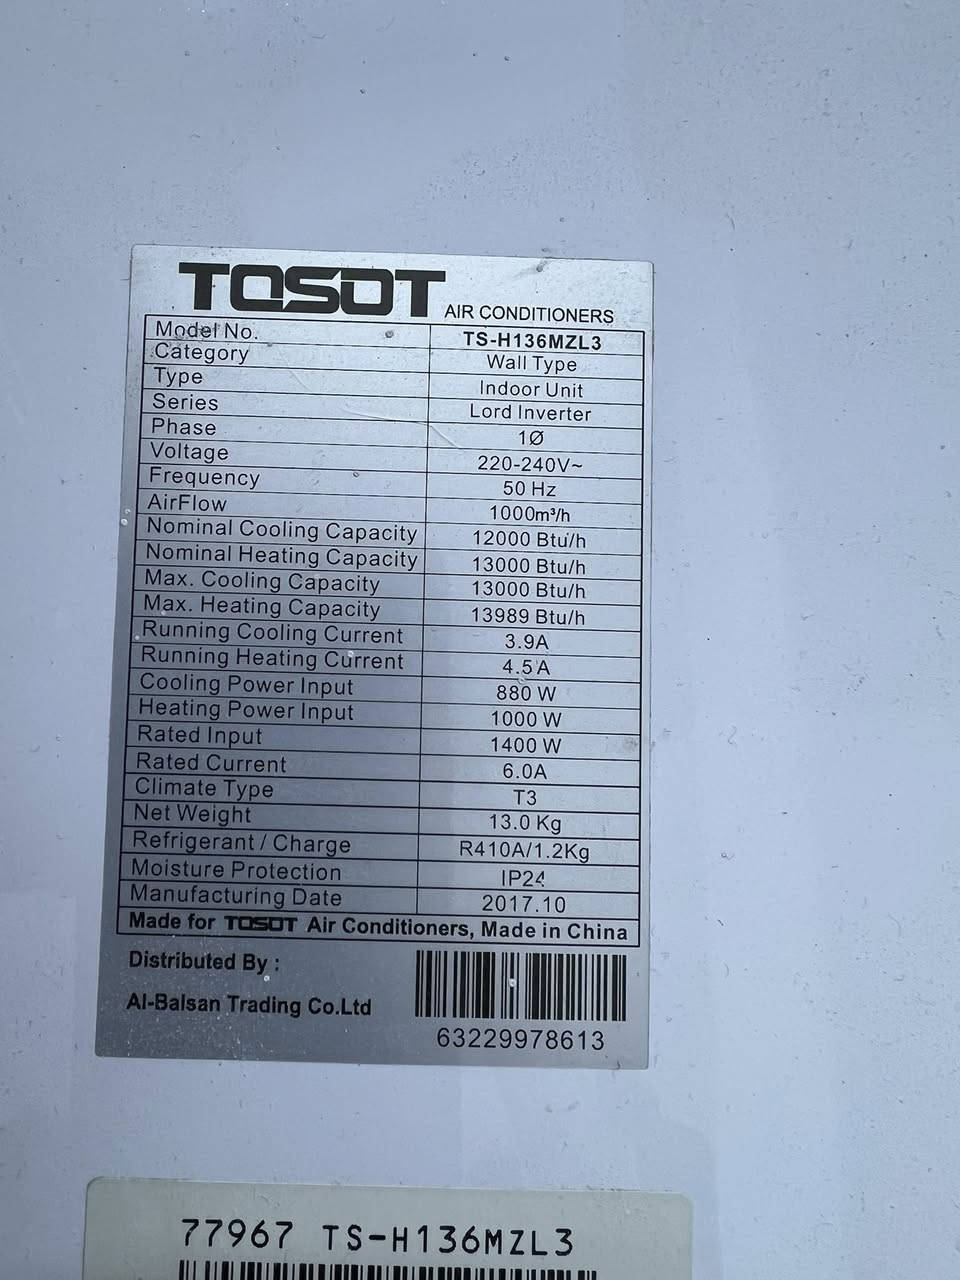 TOSOT AIR CONDITIONERS
Model No. TS-H136MZL3
Category Wall Type
Type Indoor Unit
Series Lord Inverter
Phase 1Ø
Voltage 220-240V~
Frequency 50 Hz
AirFlow 1000m³/h
Nominal Cooling Capacity 12000 Btu/h
Nominal Heating Capacity 13000 Btu/h
Max. Cooling Capacity 13000 Btu/h
Max. Heating Capacity 13989 Btu/h
Running Cooling Current 3.9A
Running Heating Current 4.5A
Cooling Power Input 880 W
Heating Power Input 1000 W
Rated Input 1400 W
Rated Current 6.0A
Climate Type T3
Net Weight 13.0 Kg
Refrigerant / Charge R410A/1.2Kg
Moisture Protection IP24
Manufacturing Date 2017.10
Made for TOSOT Air Conditioners, Made in China
Distributed By :
Al-Balsan Trading Co.Ltd
63229978613
77967 TS-H136MZL3